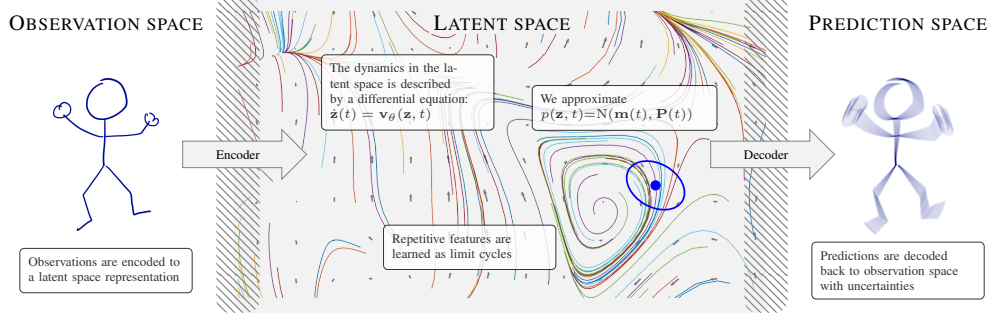 OBSERVATION SPACE
LATENT SPACE
PREDICTION SPACE
The dynamics in the la-
tent space is described
by a differential equation:
ż(t) = v_θ(z, t)
We approximate
p(z, t)=N(m(t), P(t))
Encoder
Decoder
Repetitive features are
learned as limit cycles
Observations are encoded to
a latent space representation
Predictions are decoded
back to observation space
with uncertainties